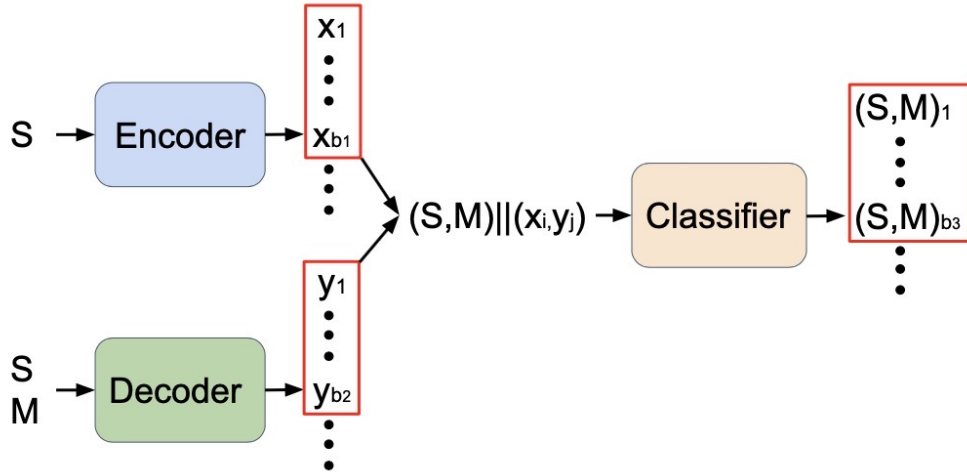 S
Encoder
x1
xb1
S
M
Decoder
y1
yb2
(S,M)||(xi,yj)
Classifier
(S,M)1
(S,M)b3